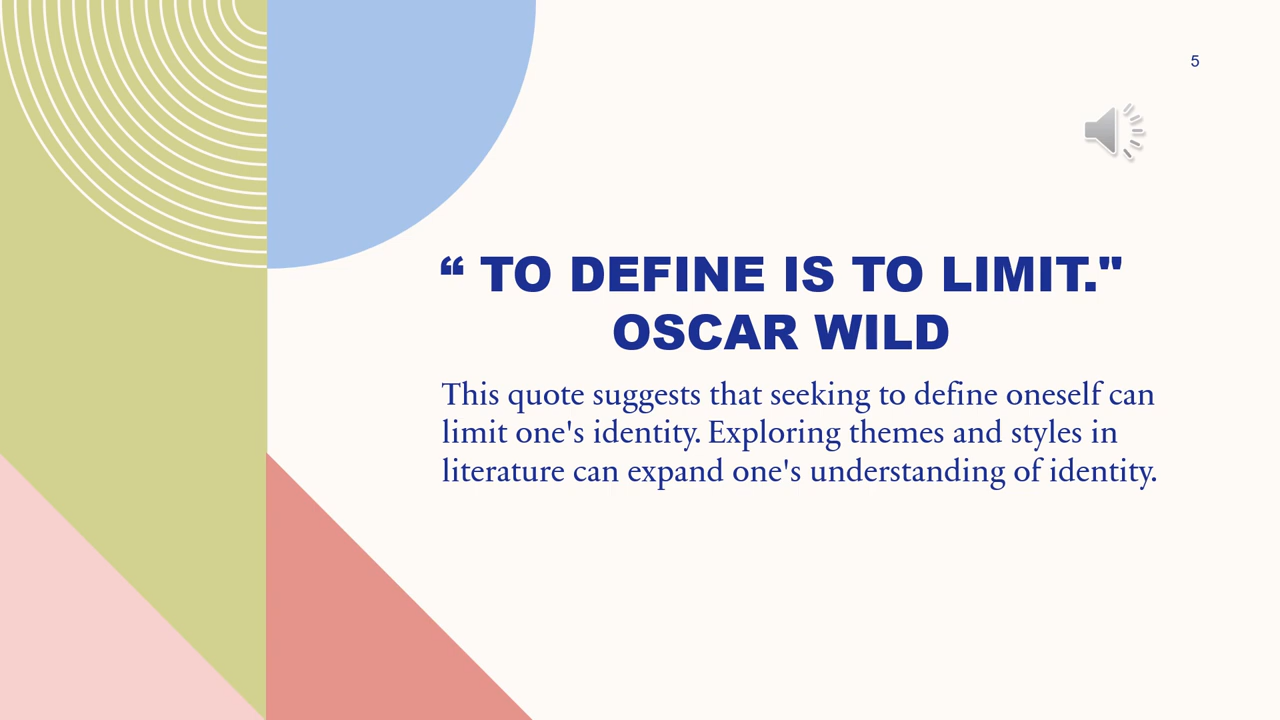 5
“ TO DEFINE IS TO LIMIT."
OSCAR WILD
This quote suggests that seeking to define oneself can
limit one's identity. Exploring themes and styles in
literature can expand one's understanding of identity.